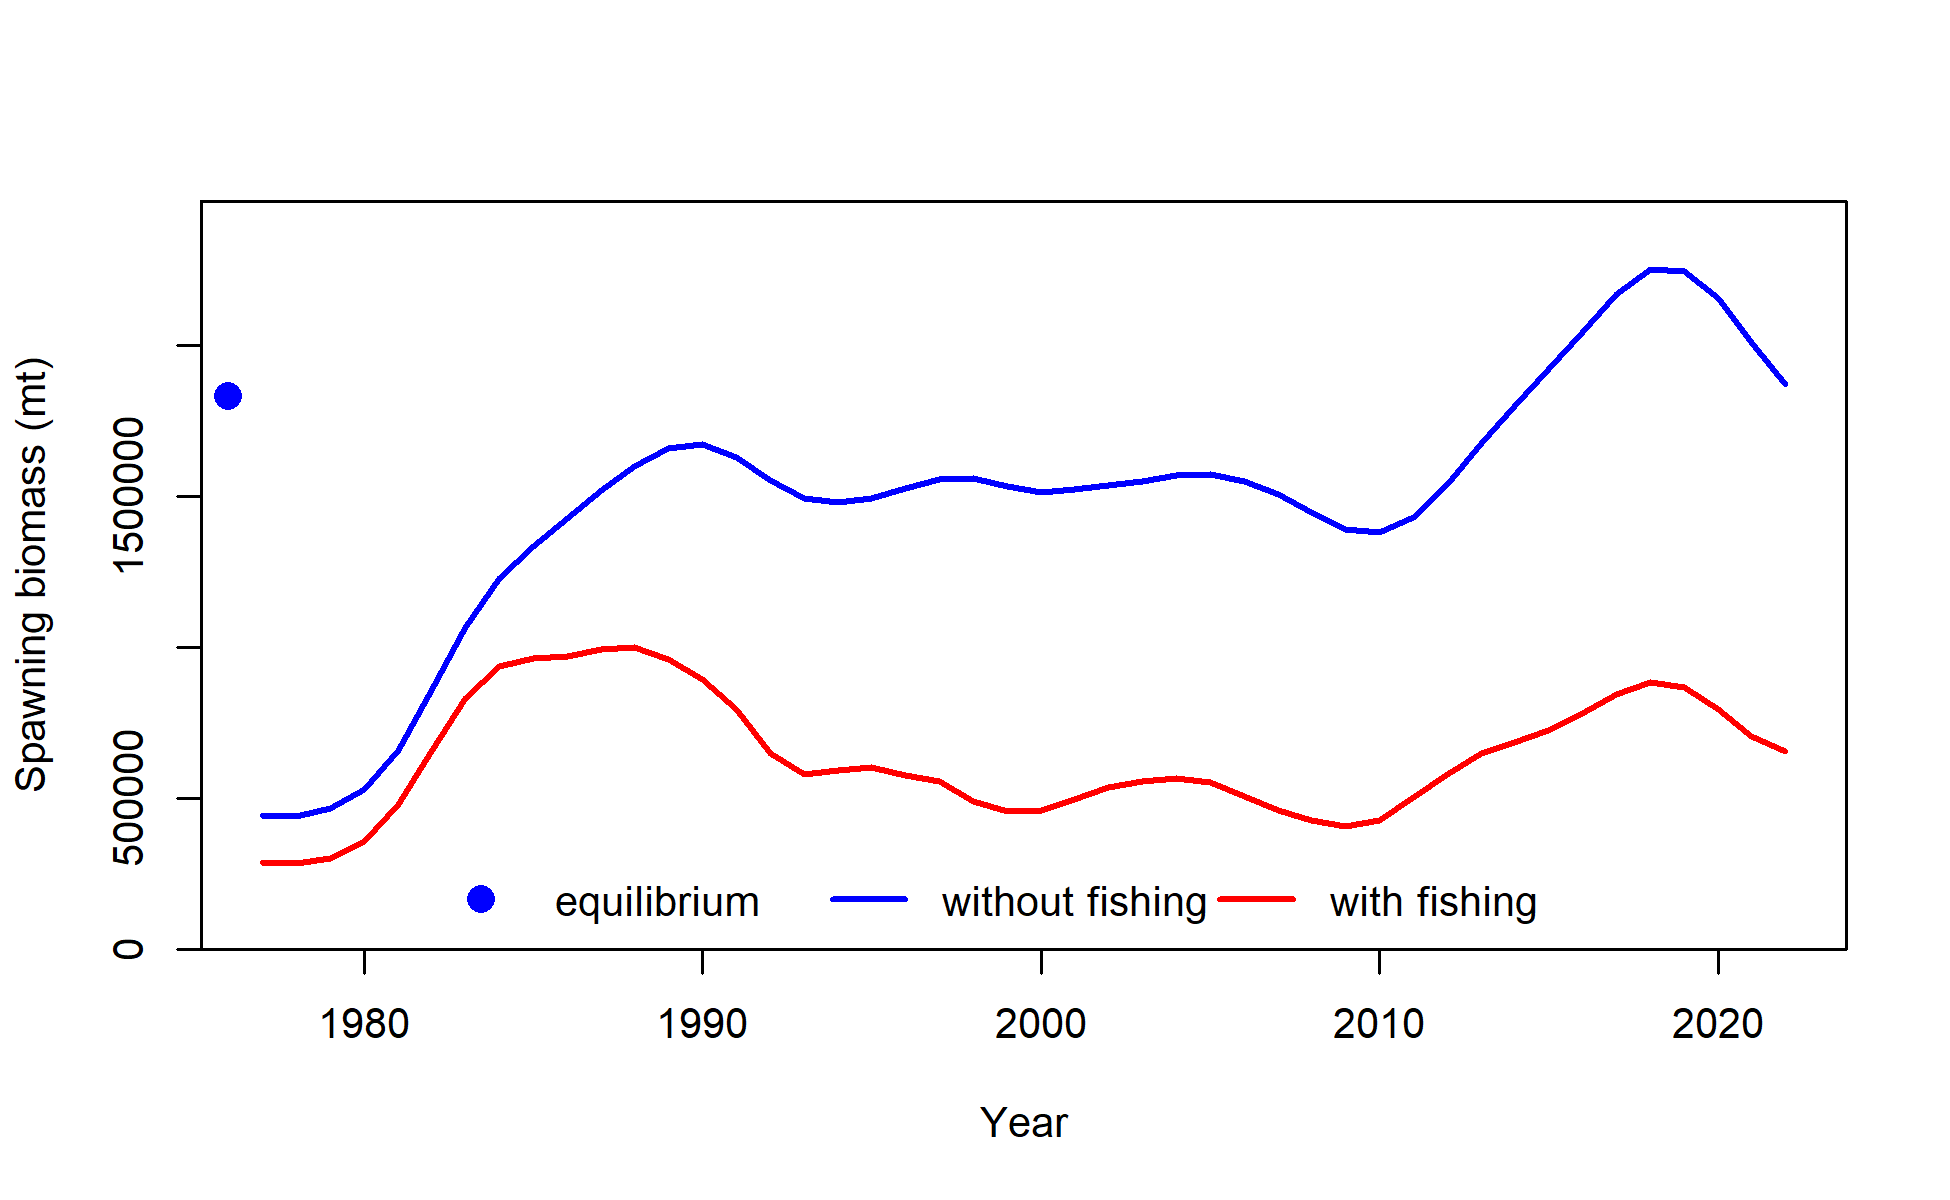 Spawning biomass (mt)
1500000
500000
0
equilibrium without fishing with fishing
1980 1990 2000 2010 2020
Year